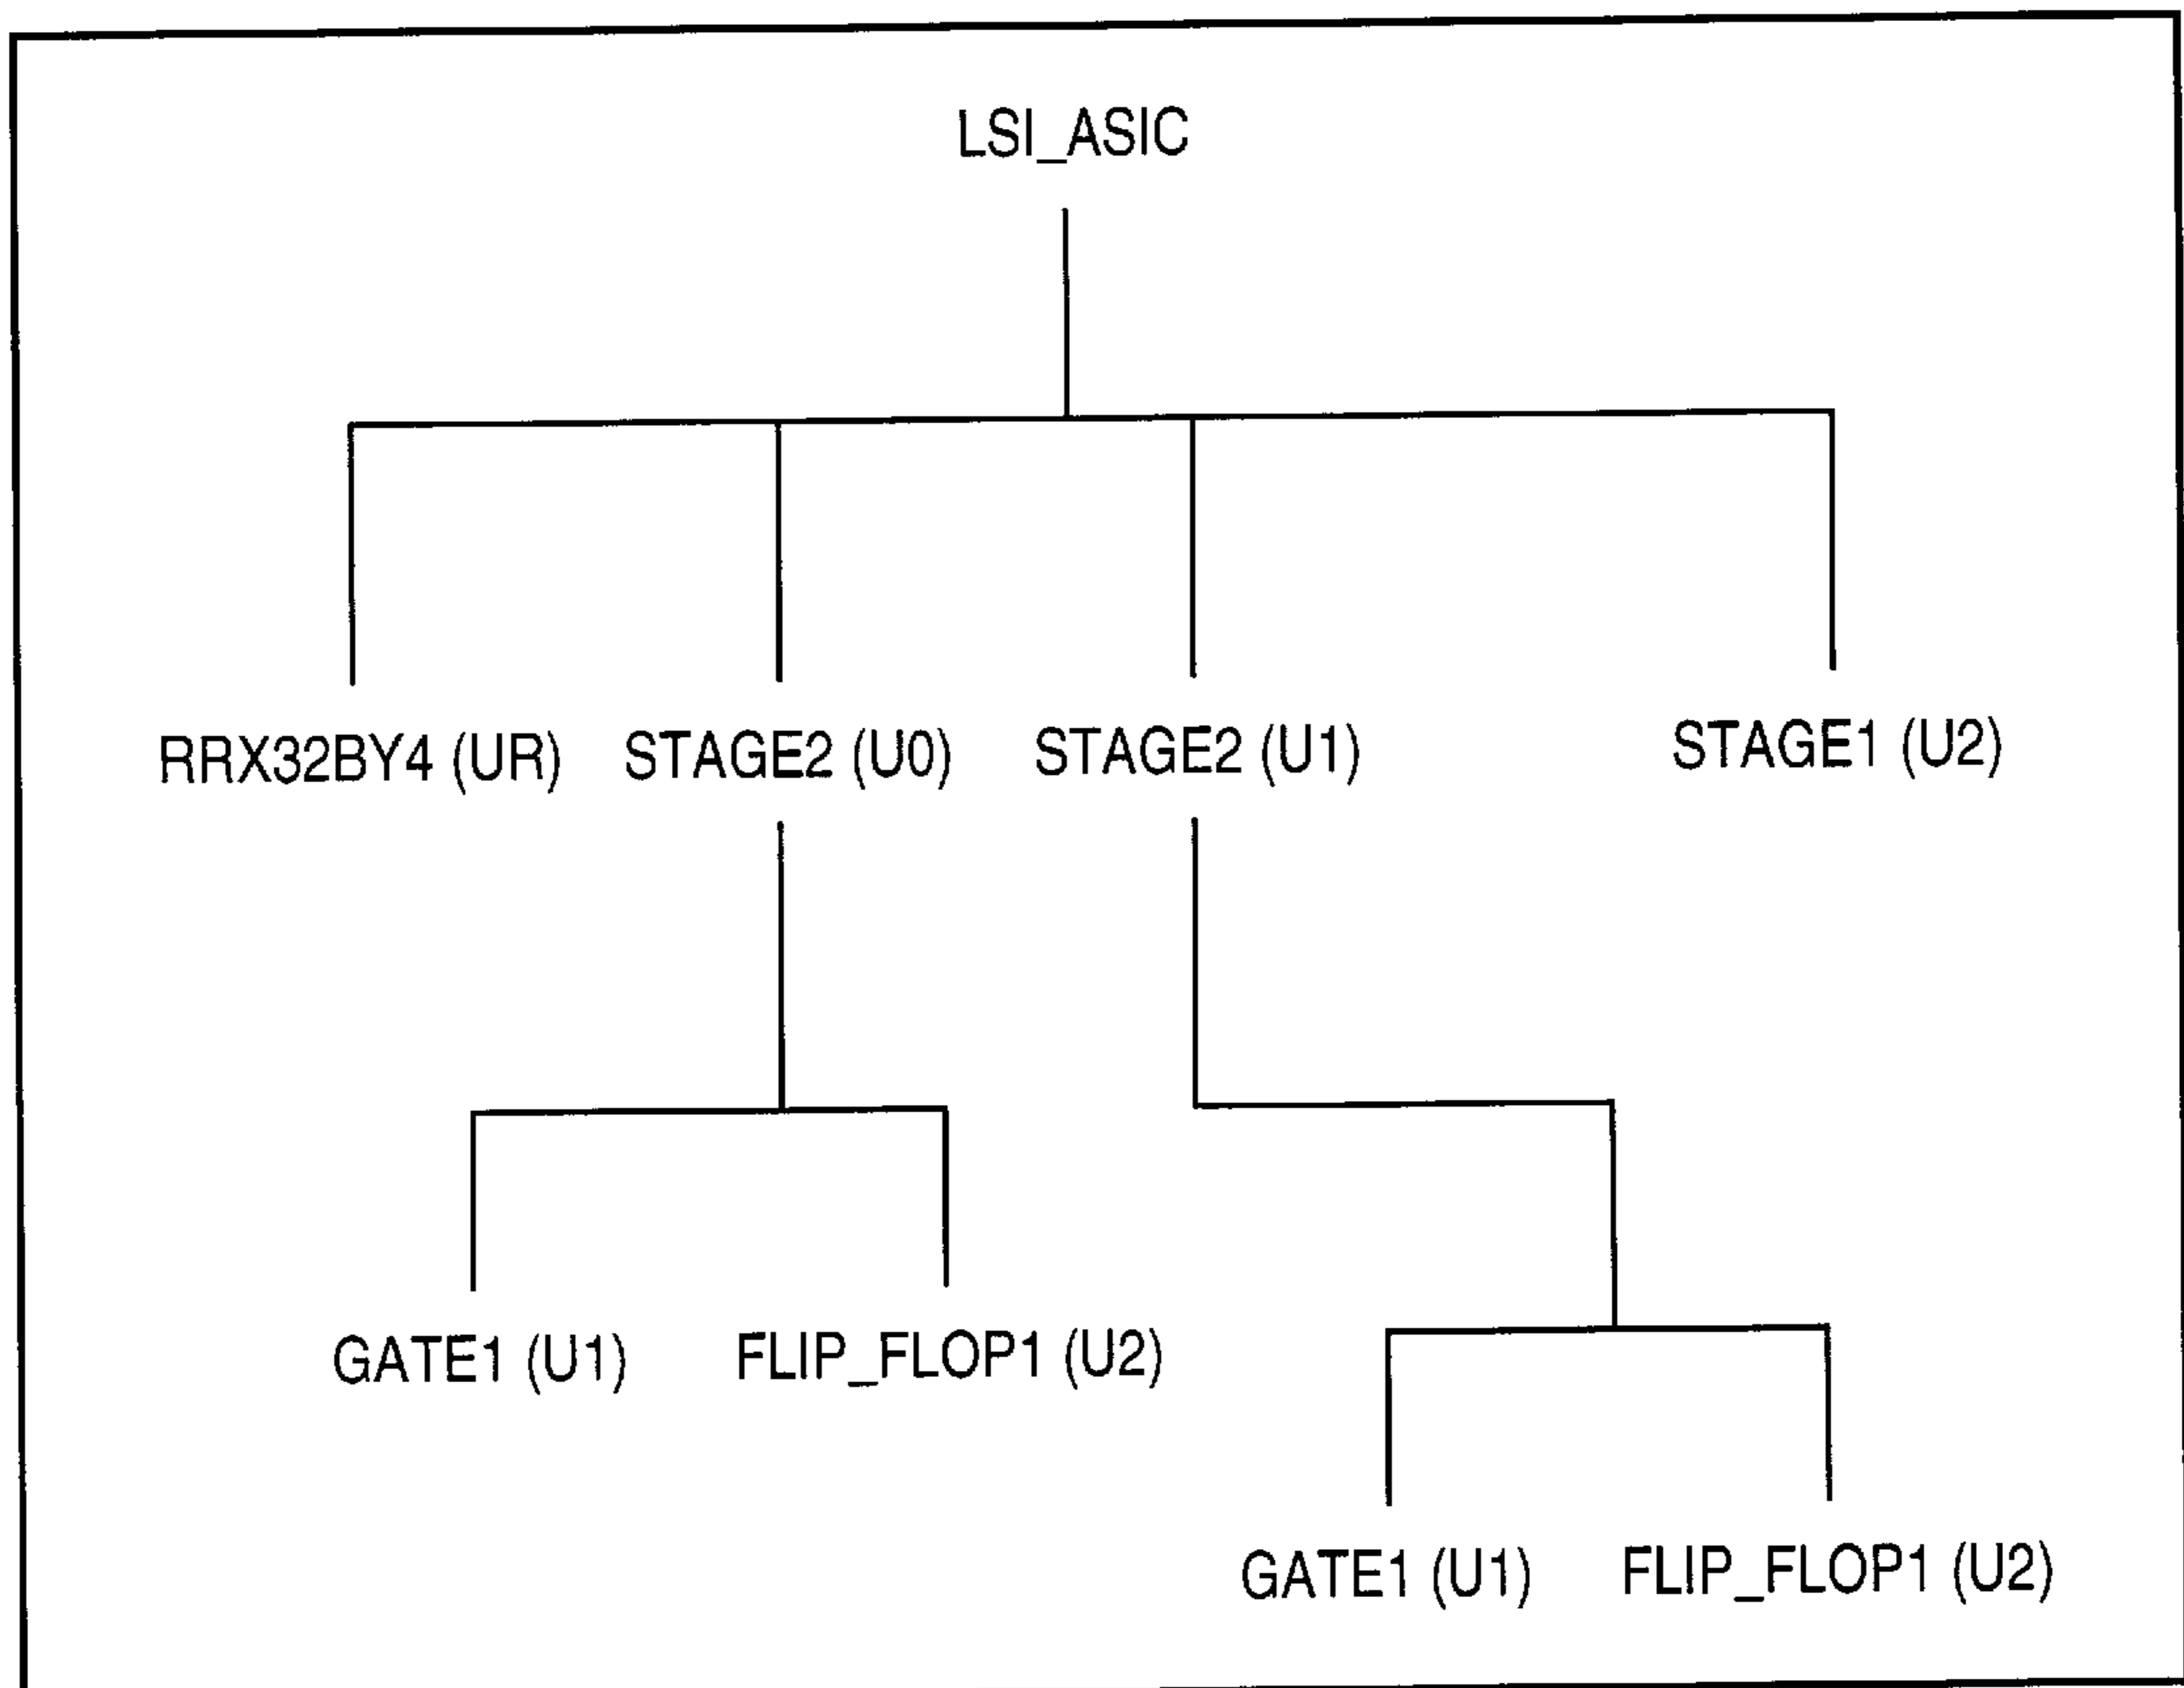 LSI_ASIC
RRX32BY4 (UR) STAGE2 (U0) STAGE2 (U1) STAGE1 (U2)
GATE1 (U1) FLIP_FLOP1 (U2)
GATE1 (U1) FLIP_FLOP1 (U2)